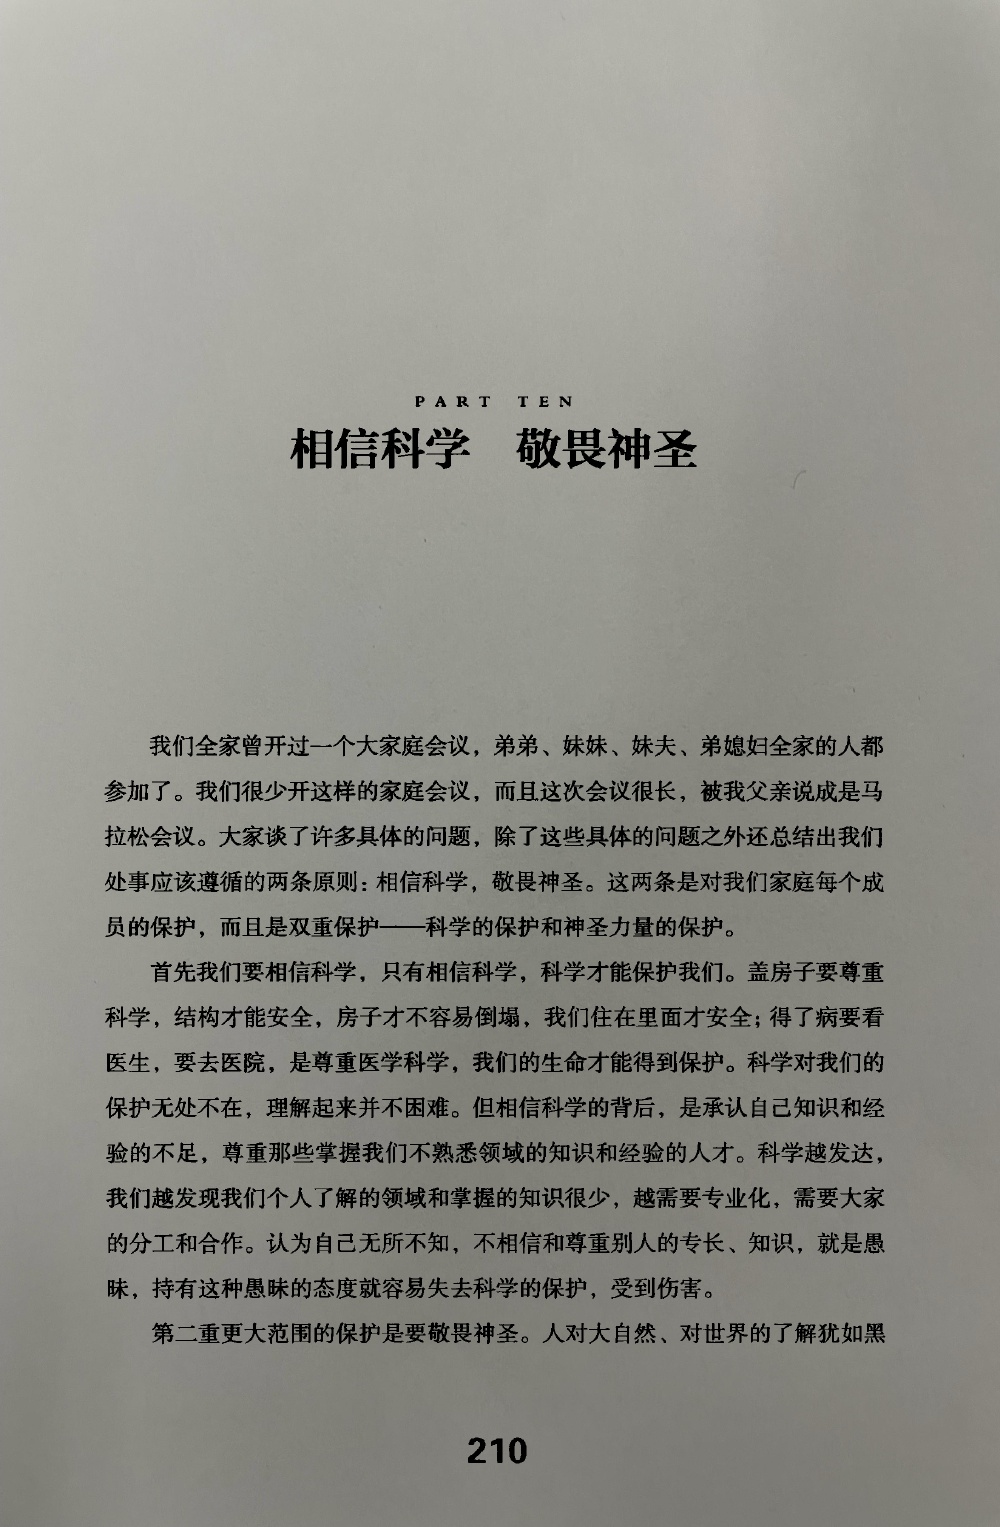 PART TEN
相信科学 敬畏神圣
我们全家曾开过一个大家庭会议，弟弟、妹妹、妹夫、弟媳妇全家的人都
参加了。我们很少开这样的家庭会议，而且这次会议很长，被我父亲说成是马
拉松会议。大家谈了许多具体的问题，除了这些具体的问题之外还总结出我们
处事应该遵循的两条原则：相信科学，敬畏神圣。这两条是对我们家庭每个成
员的保护，而且是双重保护——科学的保护和神圣力量的保护。
首先我们要相信科学，只有相信科学，科学才能保护我们。盖房子要尊重
科学，结构才能安全，房子才不容易倒塌，我们住在里面才安全；得了病要看
医生，要去医院，是尊重医学科学，我们的生命才能得到保护。科学对我们的
保护无处不在，理解起来并不困难。但相信科学的背后，是承认自己知识和经
验的不足，尊重那些掌握我们不熟悉领域的知识和经验的人才。科学越发达，
我们越发现我们个人了解的领域和掌握的知识很少，越需要专业化，需要大家
的分工和合作。认为自己无所不知，不相信和尊重别人的专长、知识，就是愚
昧，持有这种愚昧的态度就容易失去科学的保护，受到伤害。
第二重更大范围的保护是要敬畏神圣。人对大自然、对世界的了解犹如黑
210